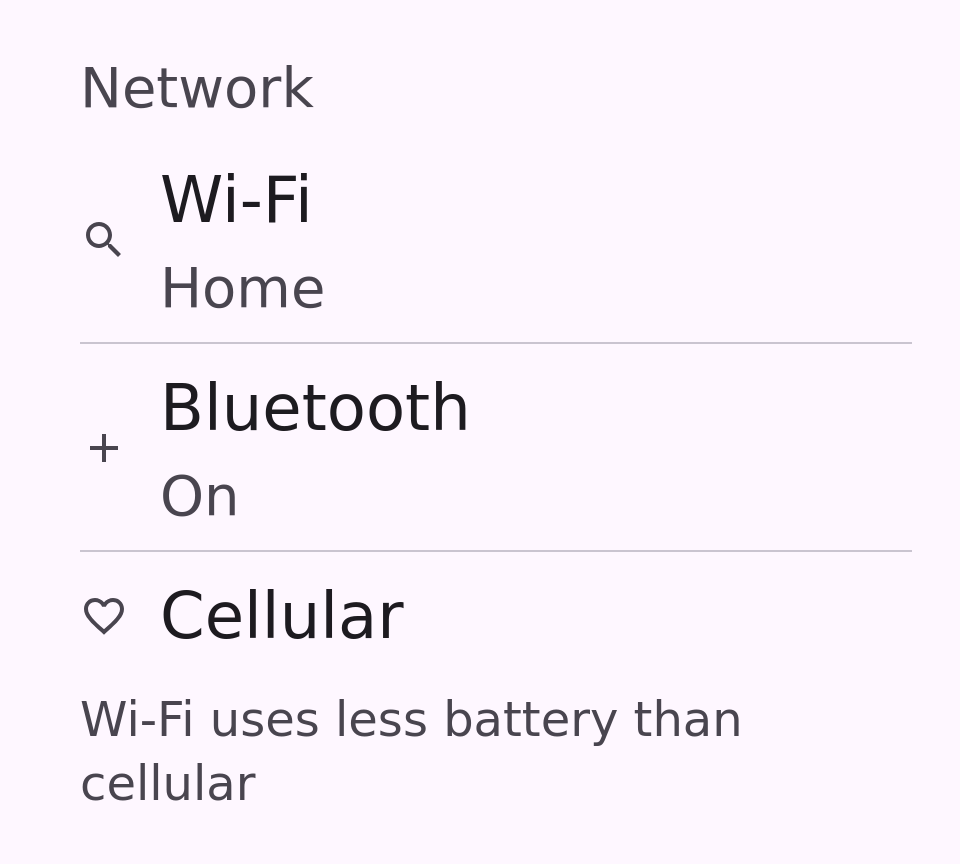 Network
Wi-Fi
Home
Bluetooth
On
Cellular
Wi-Fi uses less battery than
cellular